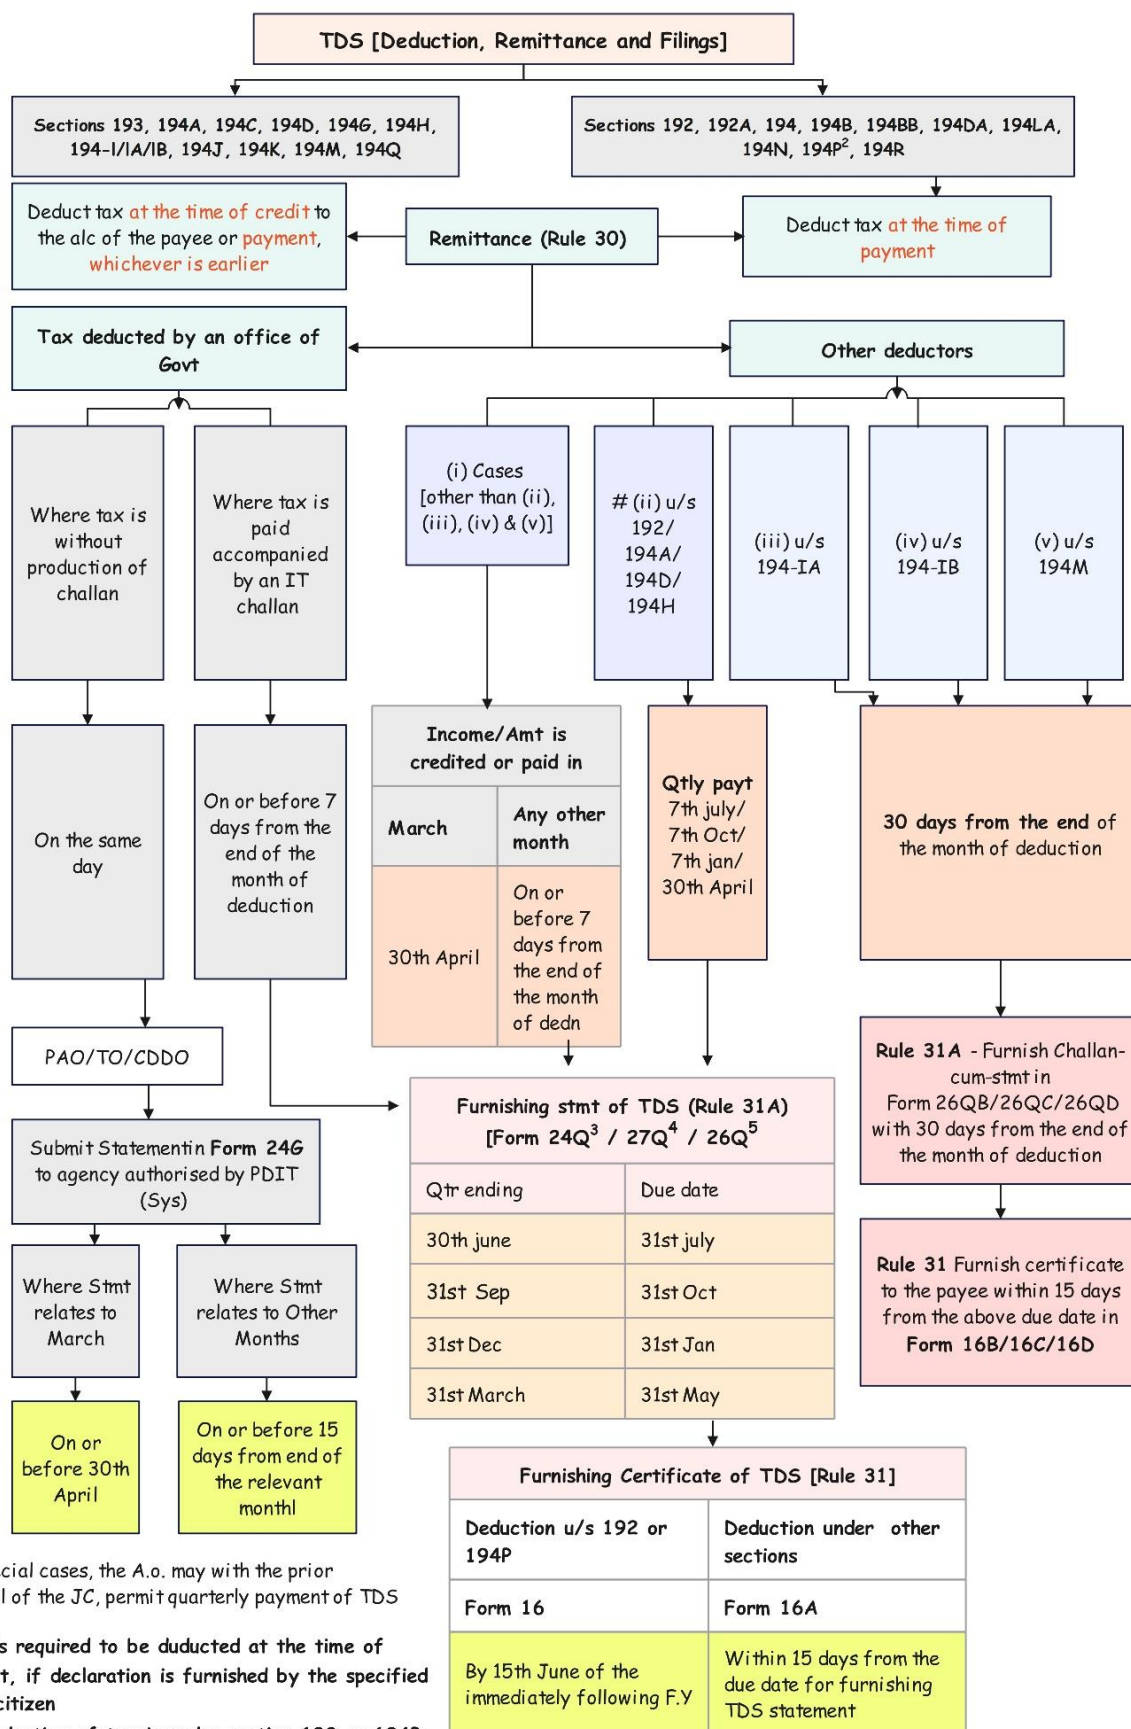 TDS [Deduction, Remittance and Filings]
Sections 193, 194A, 194C, 194D, 194G, 194H,
194-I/IA/IB, 194J, 194K, 194M, 194Q
Sections 192, 192A, 194, 194B, 194BB, 194DA, 194LA,
194N, 194P², 194R
Deduct tax at the time of credit to
the alc of the payee or payment,
whichever is earlier
Remittance (Rule 30)
Deduct tax at the time of
payment
Tax deducted by an office of
Govt
Other deductors
Where tax is
without
production of
challan
Where tax is
paid
accompanied
by an IT
challan
(i) Cases
[other than (ii),
(iii), (iv) & (v)]
# (ii) u/s
192/
194A/
194D/
194H
(iii) u/s
194-IA
(iv) u/s
194-IB
(v) u/s
194M
On the same
day
On or before 7
days from the
end of the
month of
deduction
Income/Amt is
credited or paid in
March
Any other
month
30th April
On or
before 7
days from
the end of
the month
of dedn
Qtly payt
7th july/
7th Oct/
7th jan/
30th April
30 days from the end of
the month of deduction
PAO/TO/CDDO
Submit Statementin Form 24G
to agency authorised by PDIT
(Sys)
Where Stmt
relates to
March
Where Stmt
relates to Other
Months
On or
before 30th
April
On or before 15
days from end of
the relevant
monthl
Furnishing stmt of TDS (Rule 31A)
[Form 24Q³ / 27Q⁴ / 26Q⁵
Qtr ending Due date
30th june 31st july
31st Sep 31st Oct
31st Dec 31st Jan
31st March 31st May
Rule 31A - Furnish Challan-
cum-stmt in
Form 26QB/26QC/26QD
with 30 days from the end of
the month of deduction
Rule 31 Furnish certificate
to the payee within 15 days
from the above due date in
Form 16B/16C/16D
Furnishing Certificate of TDS [Rule 31]
Deduction u/s 192 or
194P
Deduction under other
sections
Form 16 Form 16A
By 15th June of the
immediately following F.Y
Within 15 days from the
due date for furnishing
TDS statement
cases, the A.o. may with the prior
of the JC, permit quarterly payment of TDS
required to be duducted at the time of
if declaration is furnished by the specified
citizen